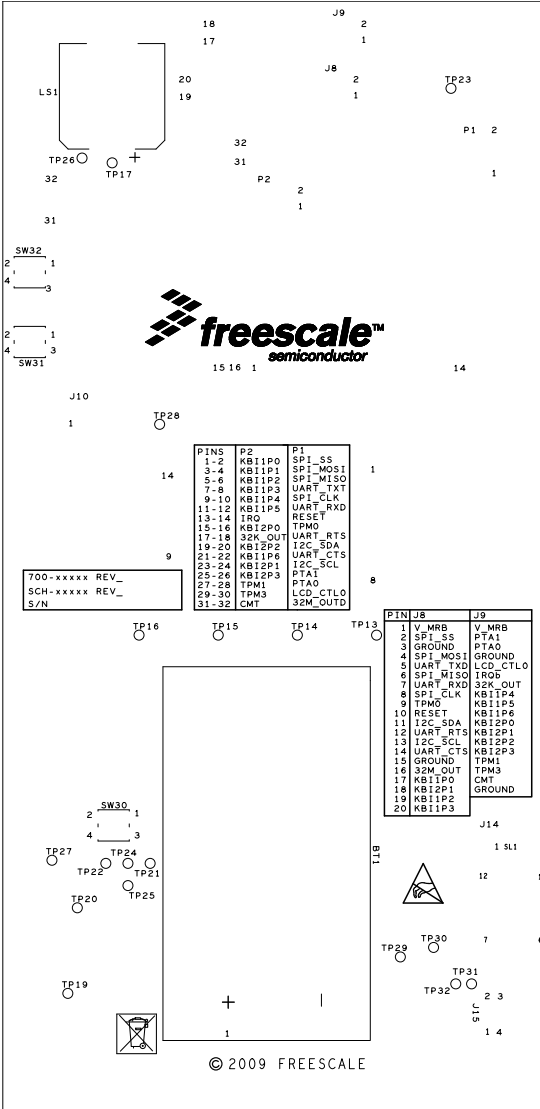 J9
18 2
17 1
J8
20 2 TP23
LS1
19 1
P1 2
32
TP26 31
TP17 1
32 P2
2
31 1
SW32
2 1
4 3
freescale™
semiconductor
2 1
4 3
SW31
15 16 1 14
J10
1 TP28
PINS P2 P1
1-2 KBI1P0 SPI_SS
3-4 KBI1P1 SPI_MOSI
5-6 KBI1P2 SPI_MISO
7-8 KBI1P3 UART_TXT
9-10 KBI1P4 SPI_CLK
11-12 KBI1P5 UART_RXD
13-14 IRQ RESET
15-16 KBI2P0 TPM0
17-18 32K_OUT UART_RTS
19-20 KBI2P2 I2C_SDA
21-22 KBI1P6 UART_CTS
23-24 KBI2P1 I2C_SCL
25-26 KBI2P3 PTA1
27-28 TPM1 PTA0
29-30 TPM3 LCD_CTL0
31-32 CMT 32M_OUTD
1
14
9
8
700-xxxxx REV_
SCH-xxxxx REV_
S/N
TP16 TP15 TP14 TP13
PIN J8 J9
1 V_MRB V_MRB
2 SPI_SS PTA1
3 GROUND PTA0
4 SPI_MOSI GROUND
5 UART_TXD LCD_CTL0
6 SPI_MISO IRQb
7 UART_RXD 32K_OUT
8 SPI_CLK KBI1P4
9 TPM0 KBI1P5
10 RESET KBI1P6
11 I2C_SDA KBI2P0
12 UART_RTS KBI2P1
13 I2C_SCL KBI2P2
14 UART_CTS KBI2P3
15 GROUND TPM1
16 32M_OUT TPM3
17 KBI1P0 CMT
18 KBI2P1 GROUND
19 KBI1P2
20 KBI1P3
SW30
2 1
4 3
J14
1 SL1
BT1
TP27 TP24
TP22 TP21
TP25
12
TP20
7
TP29 TP30
TP31
TP32
TP19
2 3
J15
1 4
+ −
1
© 2009 FREESCALE